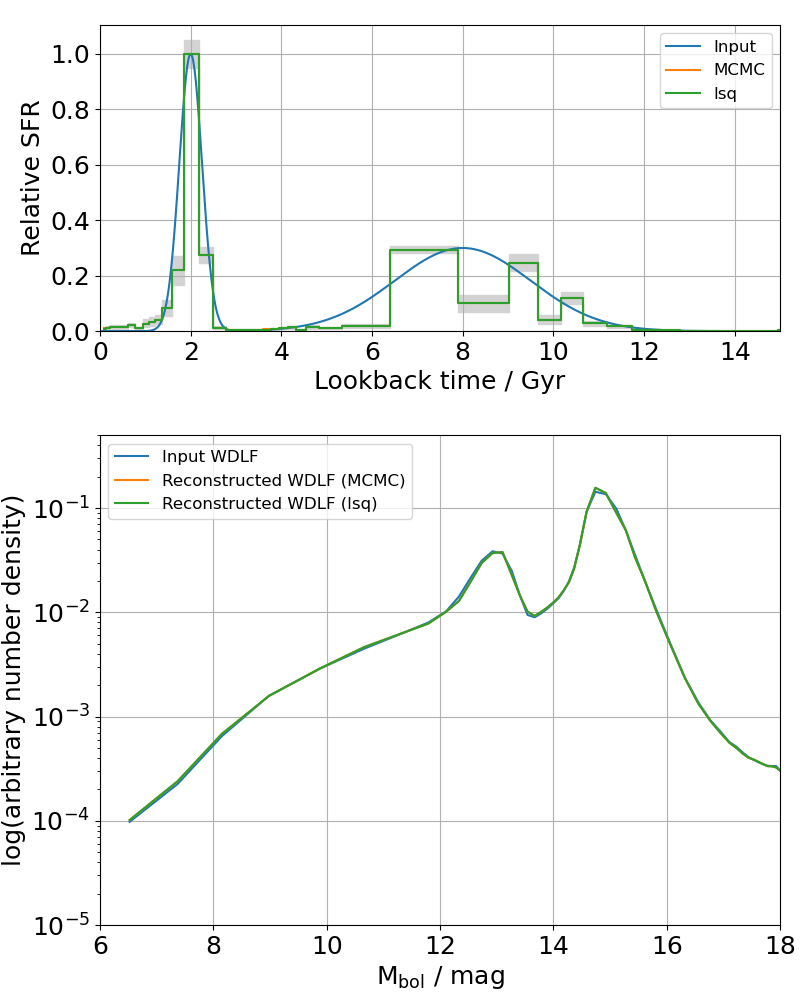 1.0
0.8
0.6
0.4
0.2
0.0
Relative SFR
Input
MCMC
lsq
0 2 4 6 8 10 12 14
Lookback time / Gyr
10⁻¹
10⁻²
10⁻³
10⁻⁴
10⁻⁵
log(arbitrary number density)
Input WDLF
Reconstructed WDLF (MCMC)
Reconstructed WDLF (lsq)
6 8 10 12 14 16 18
M_bol / mag